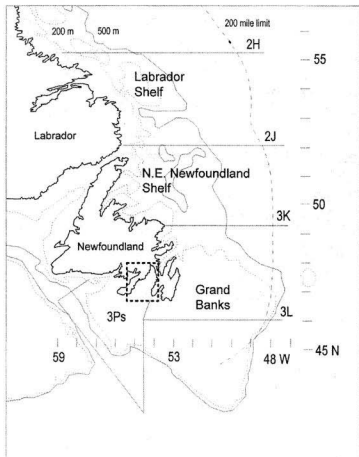 200 mile limit
200 m
500 m
2H
55
Labrador
Shelf
Labrador
2J
N.E. Newfoundland
Shelf
50
3K
Newfoundland
Grand
Banks
3Ps
3L
59
53
48 W
45 N